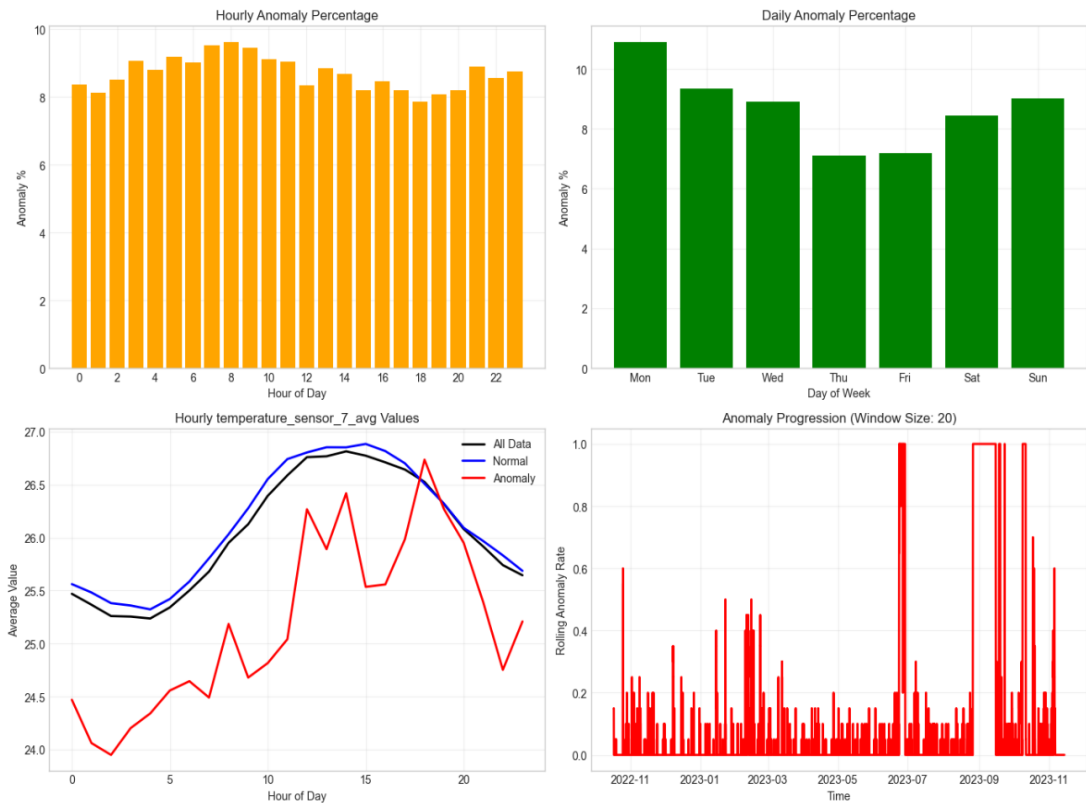 Hourly Anomaly Percentage
Anomaly %
10
8
6
4
2
0
0 2 4 6 8 10 12 14 16 18 20 22
Hour of Day
Daily Anomaly Percentage
Anomaly %
10
8
6
4
2
0
Mon Tue Wed Thu Fri Sat Sun
Day of Week
Hourly temperature_sensor_7_avg Values
Average Value
27.0
26.5
26.0
25.5
25.0
24.5
24.0
All Data
Normal
Anomaly
0 5 10 15 20
Hour of Day
Anomaly Progression (Window Size: 20)
Rolling Anomaly Rate
1.0
0.8
0.6
0.4
0.2
0.0
2022-11 2023-01 2023-03 2023-05 2023-07 2023-09 2023-11
Time